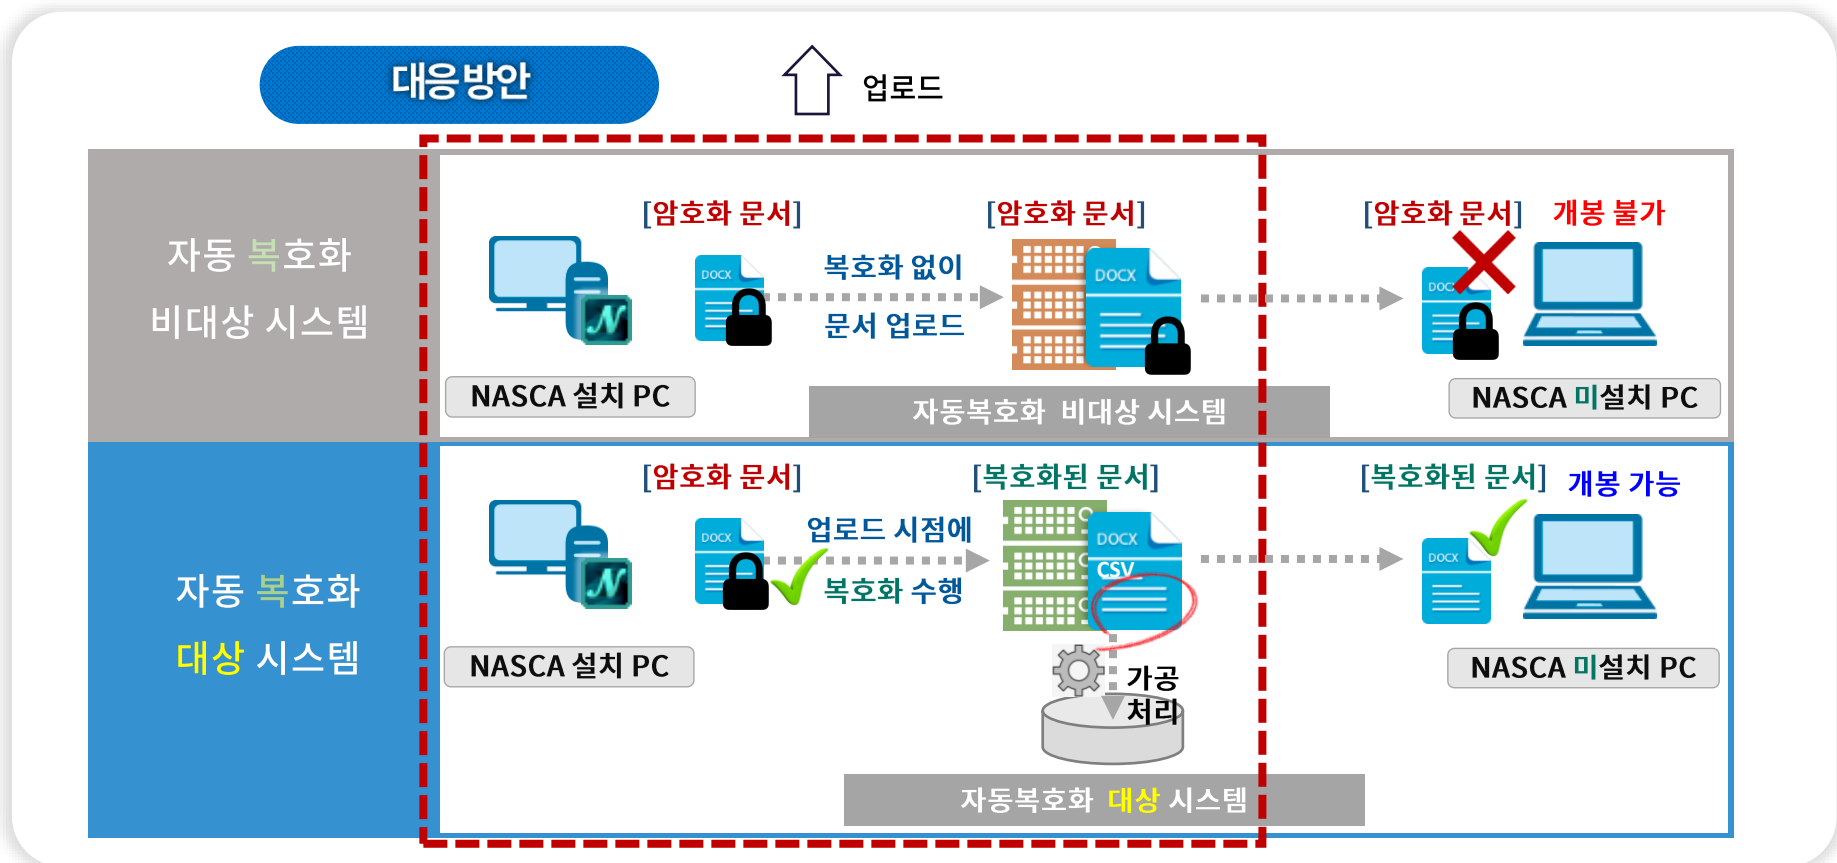 대응 방안
업로드
자동 복호화
비대상 시스템
[암호화 문서]
[암호화 문서]
[암호화 문서]
개봉 불가
DOCX
복호화 없이
문서 업로드
DOCX
DOCX
N
NASCA 설치 PC
자동복호화 비대상 시스템
NASCA 미설치 PC
자동 복호화
대상 시스템
[암호화 문서]
[복호화된 문서]
[복호화된 문서]
개봉 가능
DOCX
업로드 시점에
복호화 수행
DOCX
CSV
DOCX
N
NASCA 설치 PC
가공
처리
NASCA 미설치 PC
자동복호화 대상 시스템